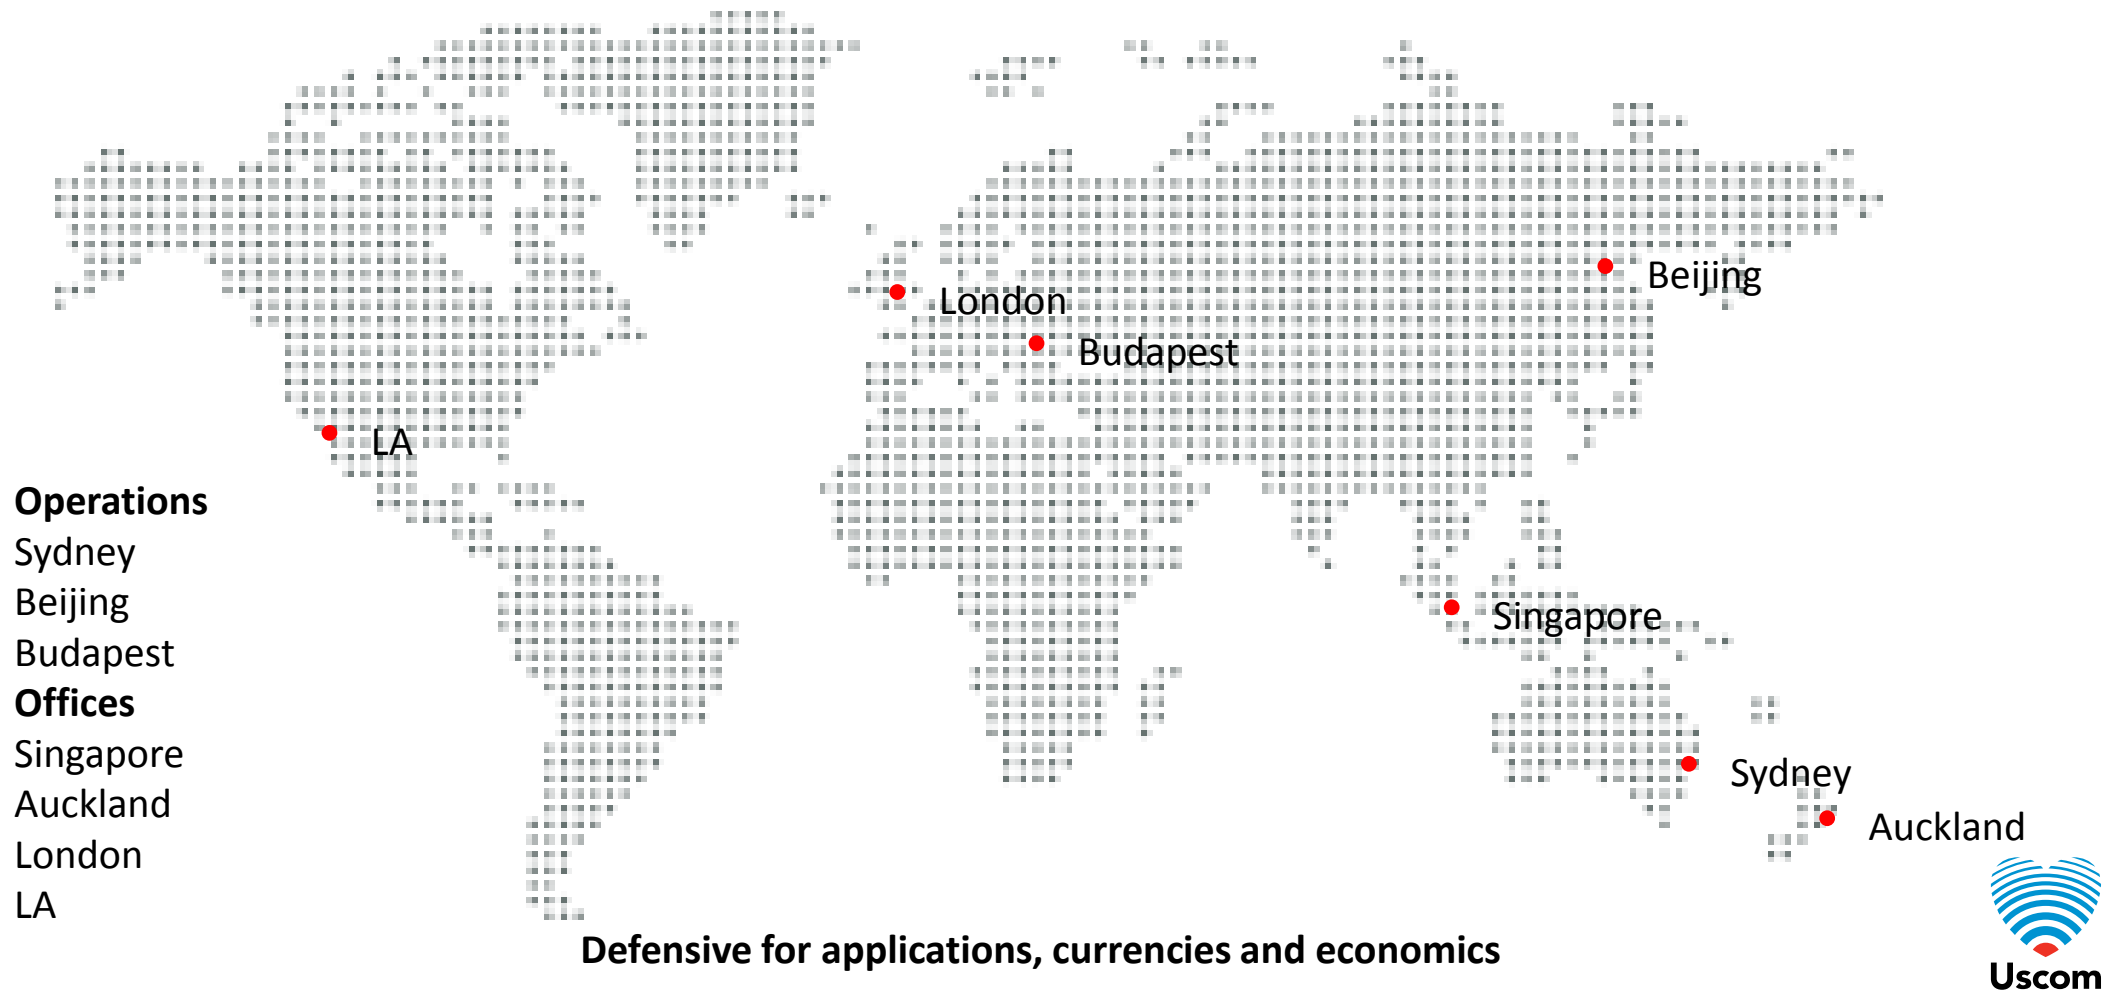 Beijing
London
Budapest
LA
Operations
Sydney
Beijing
Budapest
Offices
Singapore
Auckland
London
LA
Singapore
Sydney
Auckland
Defensive for applications, currencies and economics
Uscom